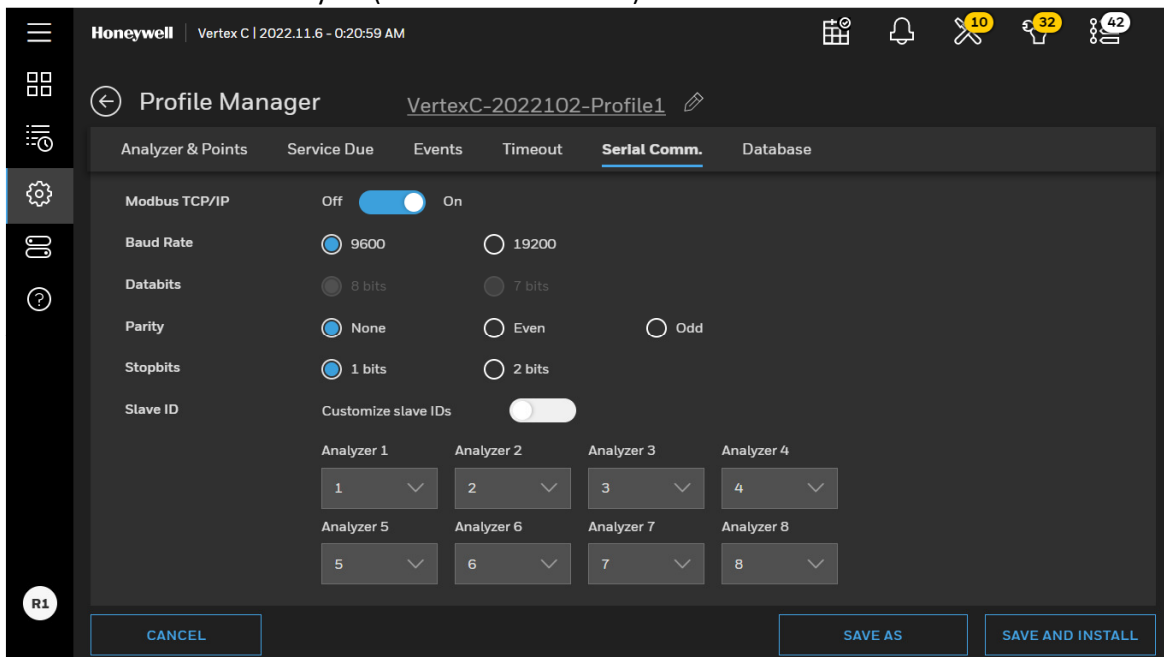 Honeywell Vertex C | 2022.11.6 - 0:20:59 AM 10 32 42
Profile Manager VertexC-2022102-Profile1
Analyzer & Points Service Due Events Timeout Serial Comm. Database
Modbus TCP/IP Off On
Baud Rate 9600 19200
Databits 8 bits 7 bits
Parity None Even Odd
Stopbits 1 bits 2 bits
Slave ID Customize slave IDs
Analyzer 1 Analyzer 2 Analyzer 3 Analyzer 4
1 2 3 4
Analyzer 5 Analyzer 6 Analyzer 7 Analyzer 8
5 6 7 8
R1
CANCEL SAVE AS SAVE AND INSTALL